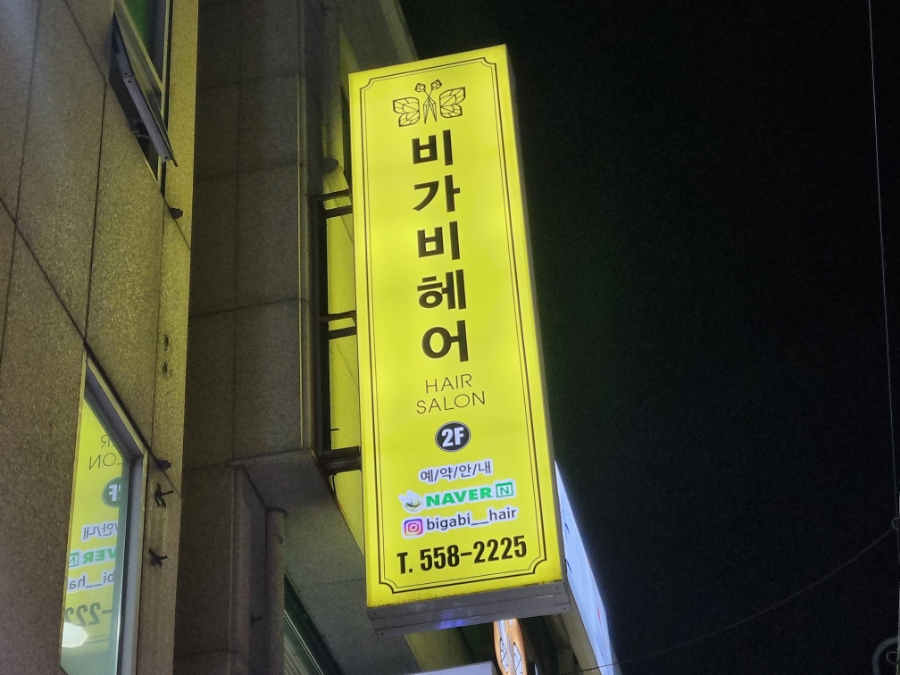 비가비헤어
HAIR
SALON
2F
예/약/안/내
NAVER N
bigabi__hair
T. 558-2225